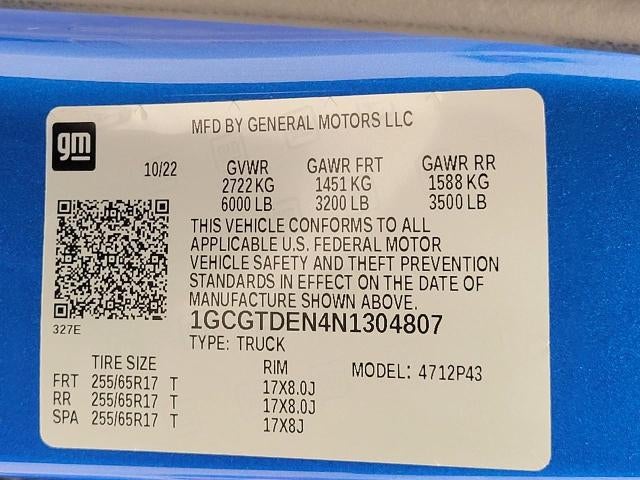 gm
MFD BY GENERAL MOTORS LLC
10/22 GVWR GAWR FRT GAWR RR
2722 KG 1451 KG 1588 KG
6000 LB 3200 LB 3500 LB
THIS VEHICLE CONFORMS TO ALL
APPLICABLE U.S. FEDERAL MOTOR
VEHICLE SAFETY AND THEFT PREVENTION
STANDARDS IN EFFECT ON THE DATE OF
MANUFACTURE SHOWN ABOVE.
327E
1GCGTDEN4N1304807
TYPE: TRUCK
TIRE SIZE RIM MODEL: 4712P43
FRT 255/65R17 T 17X8.0J
RR 255/65R17 T 17X8.0J
SPA 255/65R17 T 17X8J